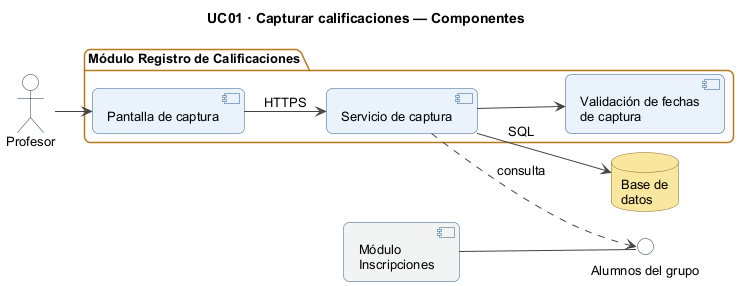 UC01 · Capturar calificaciones — Componentes
Módulo Registro de Calificaciones
Profesor
Pantalla de captura
HTTPS
Servicio de captura
Validación de fechas
de captura
SQL
Base de
datos
consulta
Módulo
Inscripciones
Alumnos del grupo